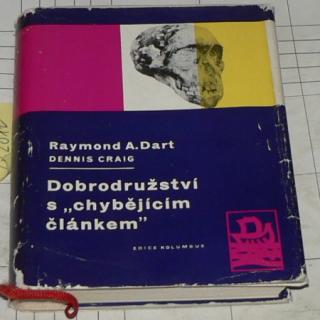 Raymond A. Dart
DENNIS CRAIG
Dobrodružství
s „chybějícím
článkem"
EDICE KOLUMBUS